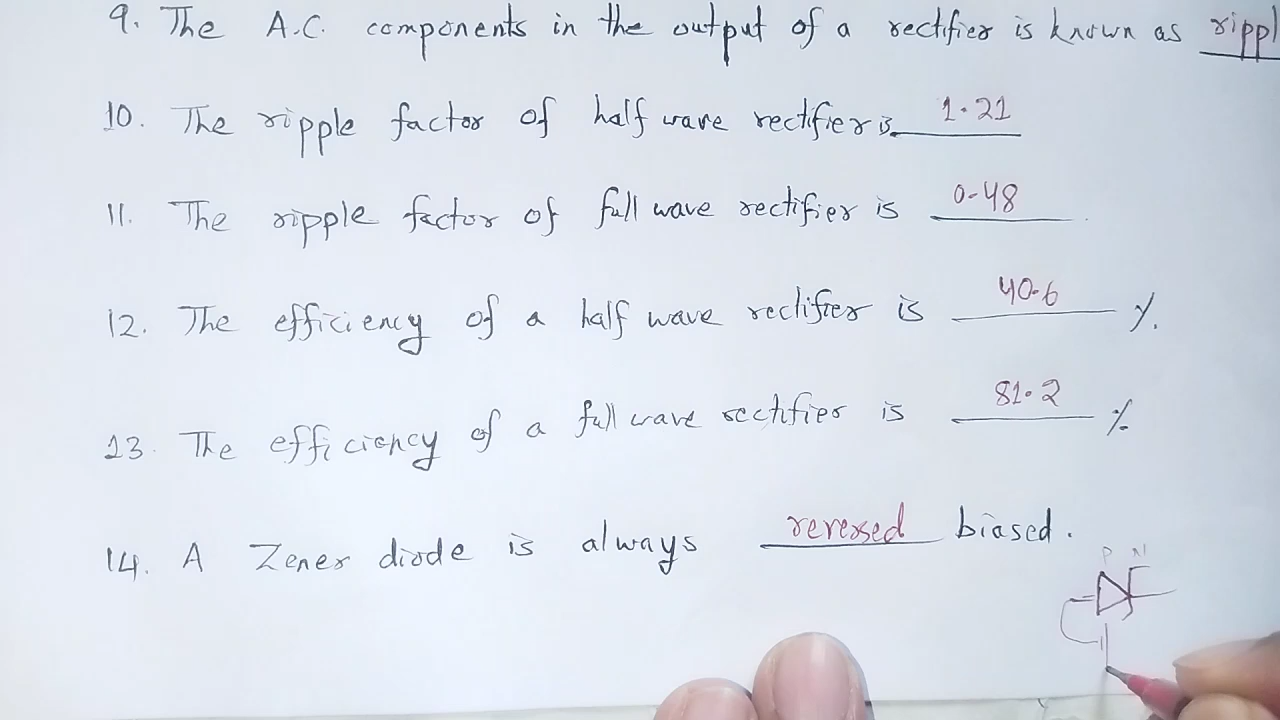 9. The A.C. components in the output of a rectifier is known as rippl
10. The ripple factor of half wave rectifier is 1.21
11. The ripple factor of full wave rectifier is 0.48
12. The efficiency of a half wave rectifier is 40.6 %.
13. The efficiency of a full wave rectifier is 81.2 %.
14. A Zener diode is always reversed biased.
P N